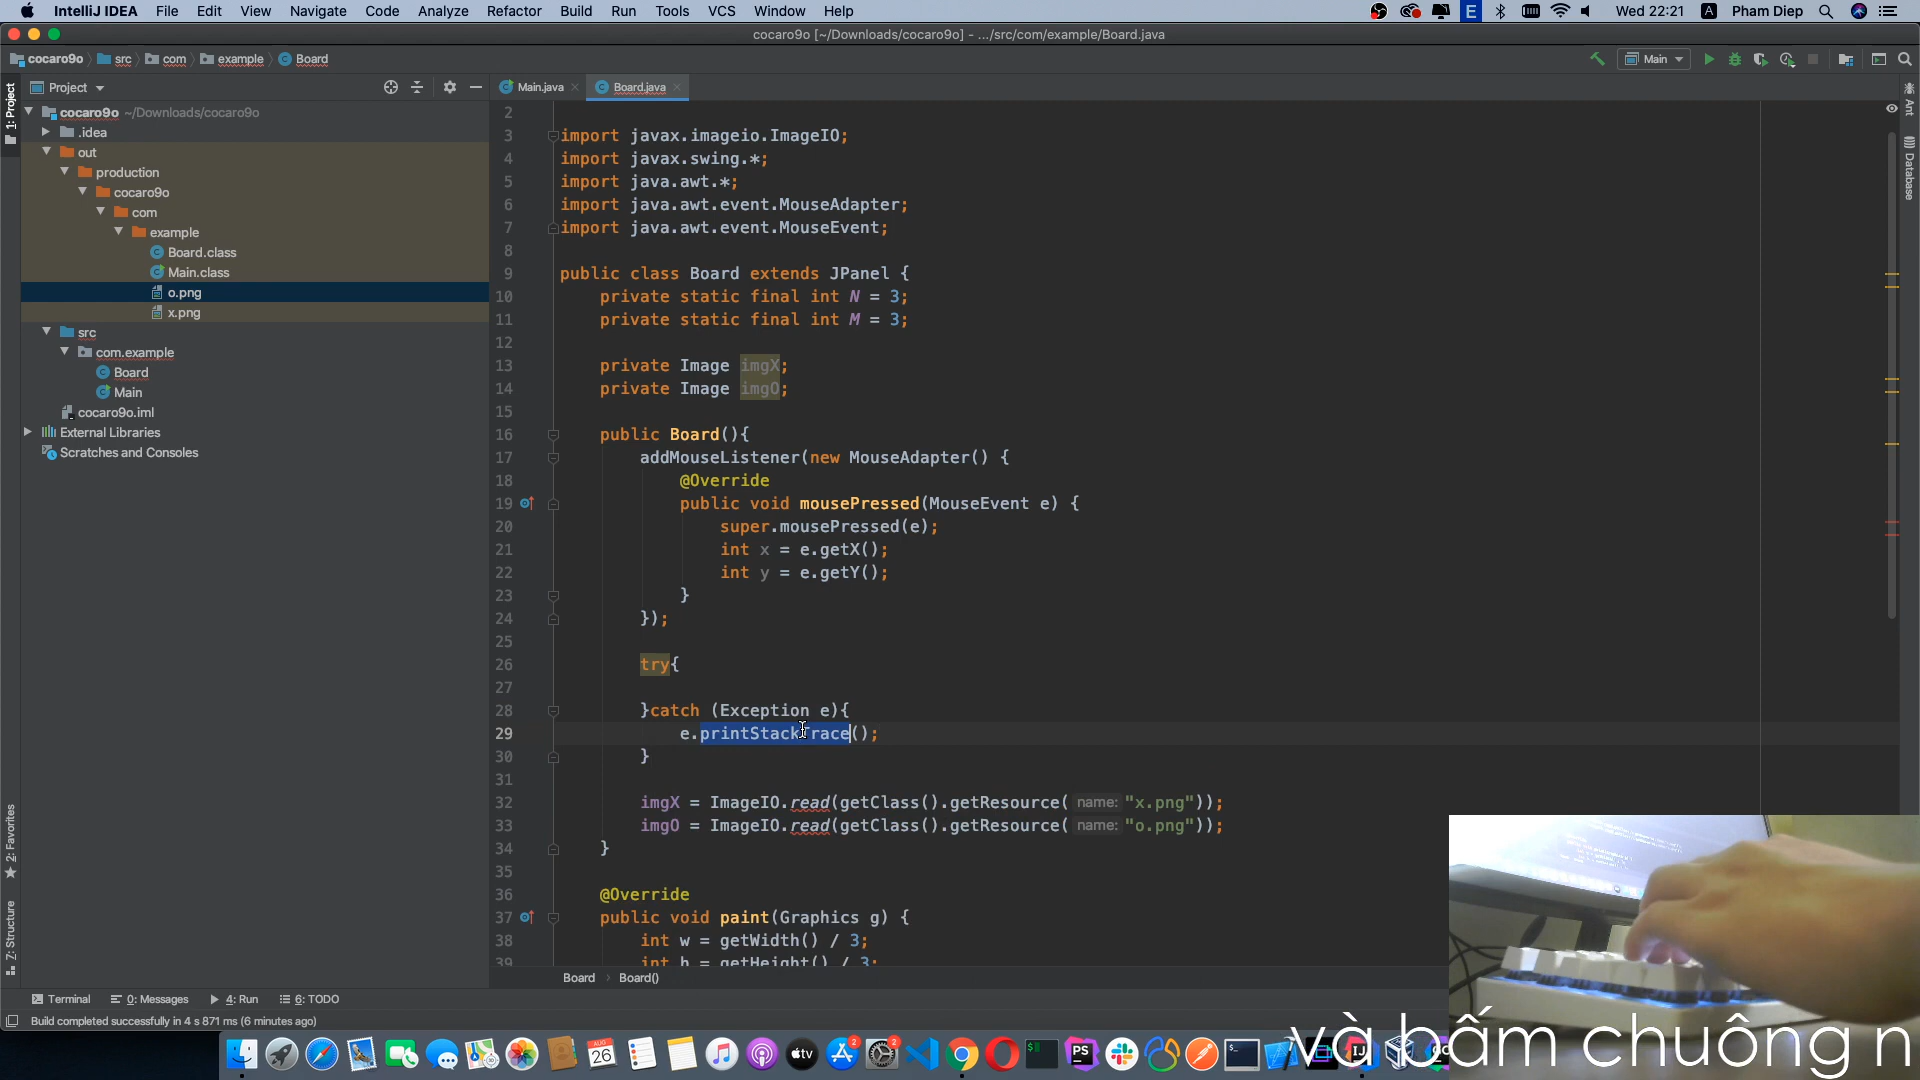 IntelliJ IDEA File Edit View Navigate Code Analyze Refactor Build Run Tools VCS Window Help
Wed 22:21 A Pham Diep
cocaro9o [~/Downloads/cocaro9o] - .../src/com/example/Board.java
cocaro9o src com example Board
Main
Project
Main.java Board.java
1: Project
Ant
Database
cocaro9o ~/Downloads/cocaro9o
.idea
out
production
cocaro9o
com
example
Board.class
Main.class
o.png
x.png
src
com.example
Board
Main
cocaro9o.iml
External Libraries
Scratches and Consoles
2: Favorites
Z: Structure
2
3 import javax.imageio.ImageIO;
4 import javax.swing.*;
5 import java.awt.*;
6 import java.awt.event.MouseAdapter;
7 import java.awt.event.MouseEvent;
8
9 public class Board extends JPanel {
10 private static final int N = 3;
11 private static final int M = 3;
12
13 private Image imgX;
14 private Image imgO;
15
16 public Board(){
17 addMouseListener(new MouseAdapter() {
18 @Override
19 public void mousePressed(MouseEvent e) {
20 super.mousePressed(e);
21 int x = e.getX();
22 int y = e.getY();
23 }
24 });
25
26 try{
27
28 }catch (Exception e){
29 e.printStackTrace();
30 }
31
32 imgX = ImageIO.read(getClass().getResource( name: "x.png"));
33 imgO = ImageIO.read(getClass().getResource( name: "o.png"));
34 }
35
36 @Override
37 public void paint(Graphics g) {
38 int w = getWidth() / 3;
39 int h = getHeight() / 3;
Board Board()
Terminal 0: Messages 4: Run 6: TODO
Build completed successfully in 4 s 871 ms (6 minutes ago)
AUG
26
tv
2
2
PS
IJ
và bấm chuông n